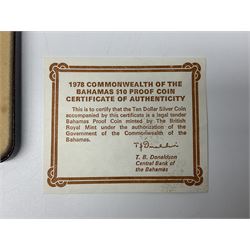 1978 COMMONWEALTH OF THE
BAHAMAS $10 PROOF COIN
CERTIFICATE OF AUTHENTICITY
This is to certify that the Ten Dollar Silver Coin
accompanied by this certificate is a legal tender
Bahamas Proof Coin minted by The British
Royal Mint under the authorization of the
Government of the Commonwealth of the
Bahamas.
T. B. Donaldson
Central Bank of
the Bahamas